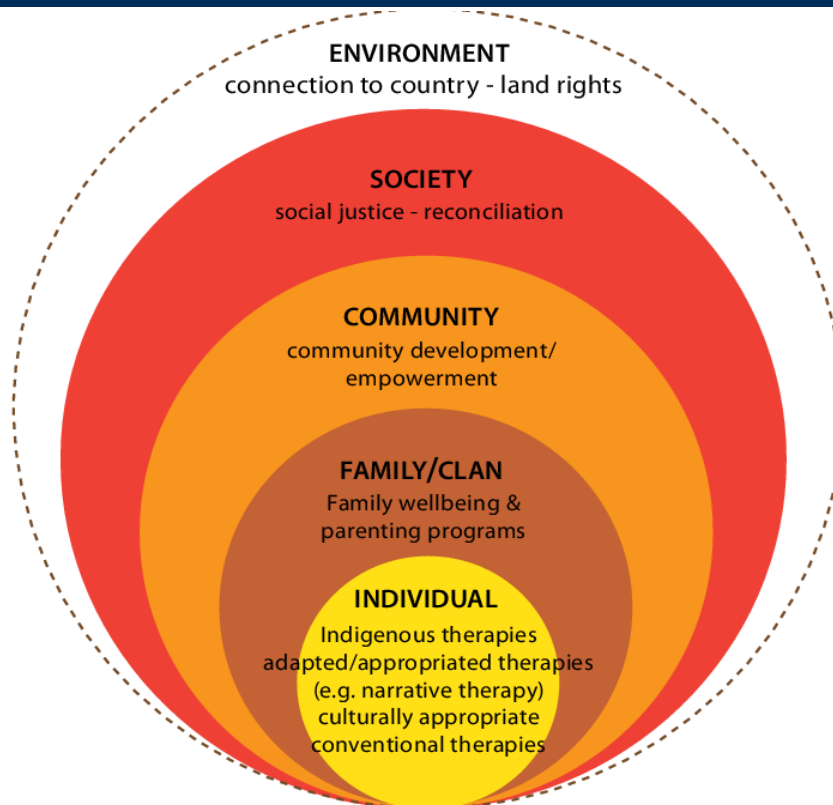 ENVIRONMENT
connection to country - land rights
SOCIETY
social justice - reconciliation
COMMUNITY
community development/
empowerment
FAMILY/CLAN
Family wellbeing &
parenting programs
INDIVIDUAL
Indigenous therapies
adapted/appropriated therapies
(e.g. narrative therapy)
culturally appropriate
conventional therapies